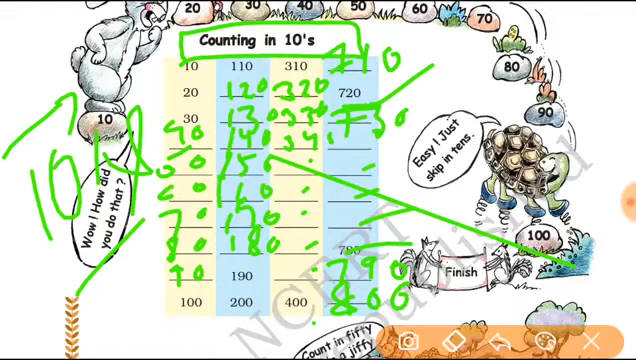 20 30 40 50 60 70
Counting in 10's
10 110 310 710
20 120 320 720
30 130 330 730
40 140 34
50 150
60 160
70 170
80 180 780
90 190 790
100 200 400 800
10
Wow! How did
you do that?
80
90
Easy! Just
skip in tens.
100
Finish
NCERT
Count in fifty